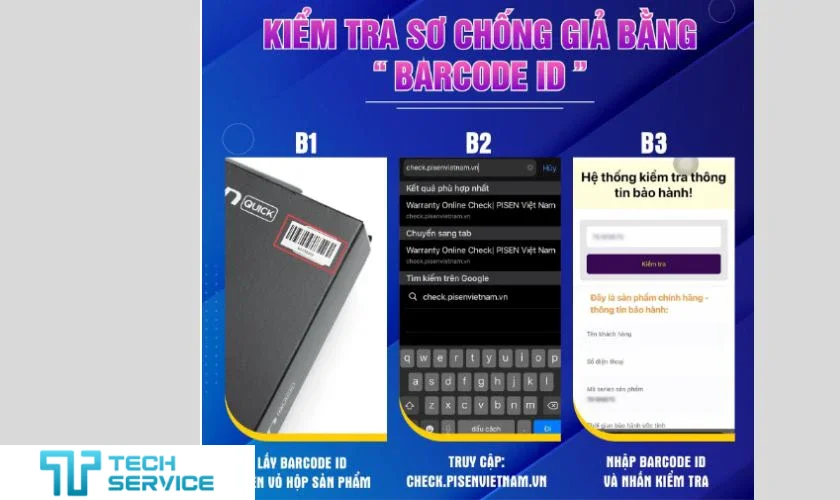 KIỂM TRA SƠ CHỐNG GIẢ BẰNG
“ BARCODE ID ”
B1
B2
B3
QUICK
check.pisenvietnam.vn
Hủy
Kết quả phù hợp nhất
Warranty Online Check| PISEN Việt Nam
check.pisenvietnam.vn
Chuyển sang tab
Warranty Online Check| PISEN Việt Nam
check.pisenvietnam.vn
Tìm kiếm trên Google
check.pisenvietnam.vn
q w e r t y u i o p
a s d f g h j k l
z x c v b n m
dấu cách
.
Đi
Hệ thống kiểm tra thông
tin bảo hành!
Kiểm tra
Đây là sản phẩm chính hãng -
thông tin bảo hành:
Tên khách hàng
Số điện thoại
Mã series sản phẩm
Thời gian bảo hành gốc tính
LẤY BARCODE ID
VỎ HỘP SẢN PHẨM
TRUY CẬP:
CHECK.PISENVIETNAM.VN
NHẬP BARCODE ID
VÀ NHẤN KIỂM TRA
TECH
SERVICE